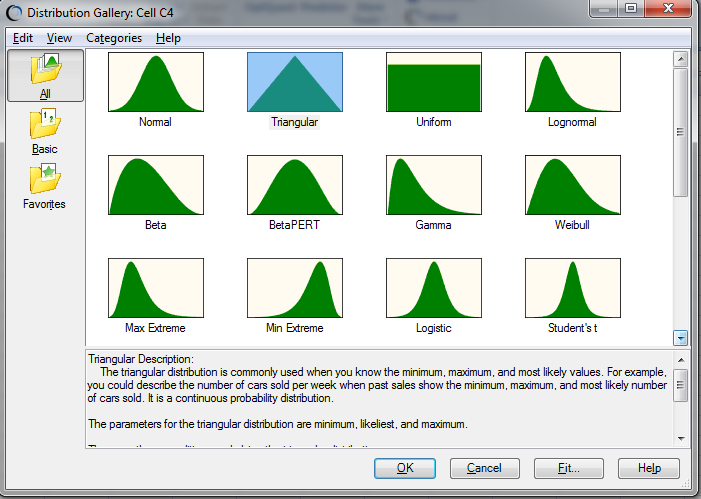 Distribution Gallery: Cell C4
Edit View Categories Help
All
Basic
Favorites
Normal Triangular Uniform Lognormal
Beta BetaPERT Gamma Weibull
Max Extreme Min Extreme Logistic Student's t
Triangular Description:
The triangular distribution is commonly used when you know the minimum, maximum, and most likely values. For example,
you could describe the number of cars sold per week when past sales show the minimum, maximum, and most likely number
of cars sold. It is a continuous probability distribution.
The parameters for the triangular distribution are minimum, likeliest, and maximum.
OK Cancel Fit... Help